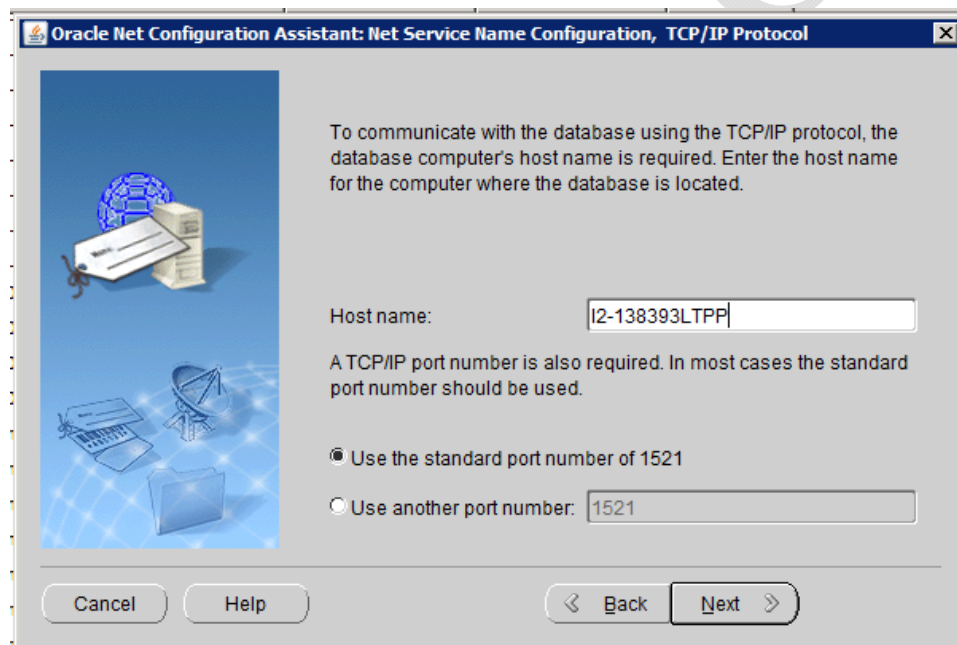 Oracle Net Configuration Assistant: Net Service Name Configuration, TCP/IP Protocol
To communicate with the database using the TCP/IP protocol, the
database computer's host name is required. Enter the host name
for the computer where the database is located.
Host name: I2-138393LTPP
A TCP/IP port number is also required. In most cases the standard
port number should be used.
Use the standard port number of 1521
Use another port number: 1521
Cancel Help Back Next